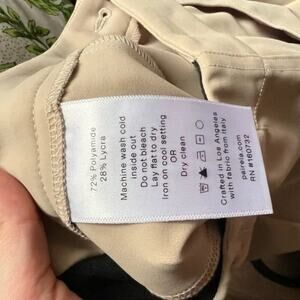 72% Polyamide
28% Lycra
Machine wash cold
inside out
Do not bleach
Lay flat to dry
Iron on cool setting
OR
Dry clean
Crafted in Los Angeles
with fabric from Italy
pairelaem
RN #160732